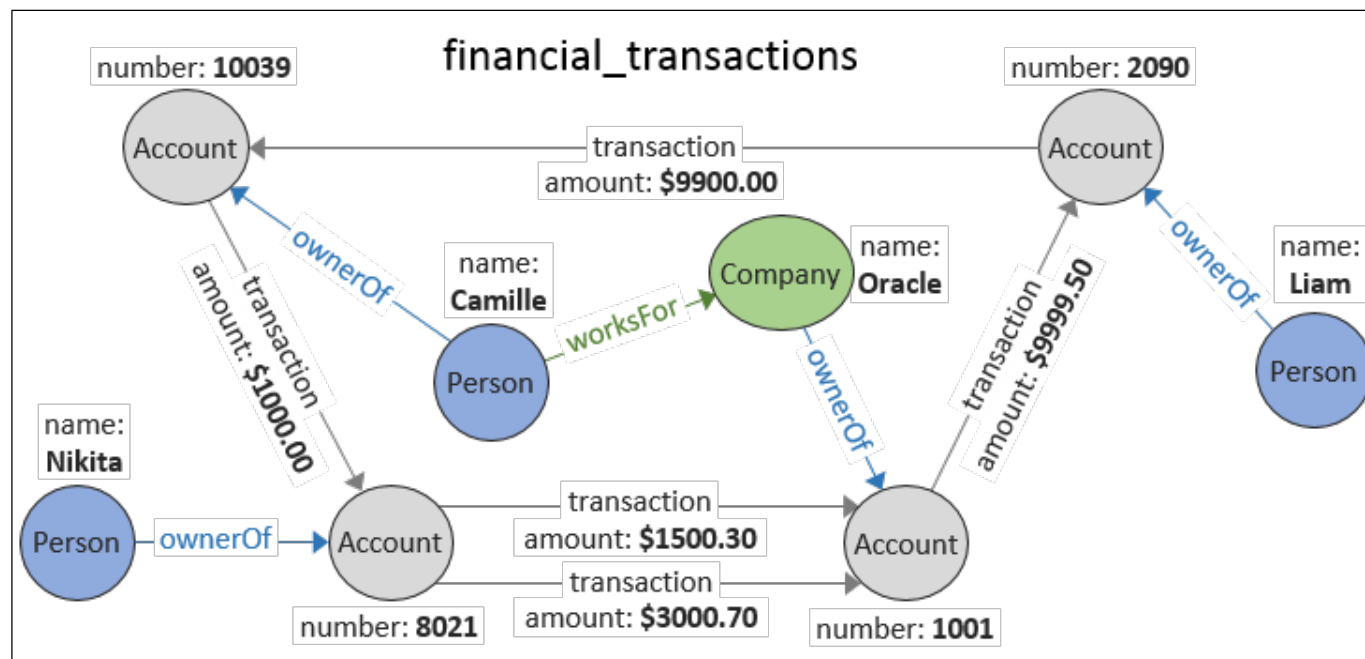 financial_transactions
number: 10039
number: 2090
Account
transaction
amount: $9900.00
Account
ownerOf
name:
Camille
Company
name:
Oracle
ownerOf
name:
Liam
transaction
amount: $1000.00
worksFor
Person
ownerOf
transaction
amount: $9999.50
Person
name:
Nikita
Person
ownerOf
Account
transaction
amount: $1500.30
transaction
amount: $3000.70
Account
number: 8021
number: 1001